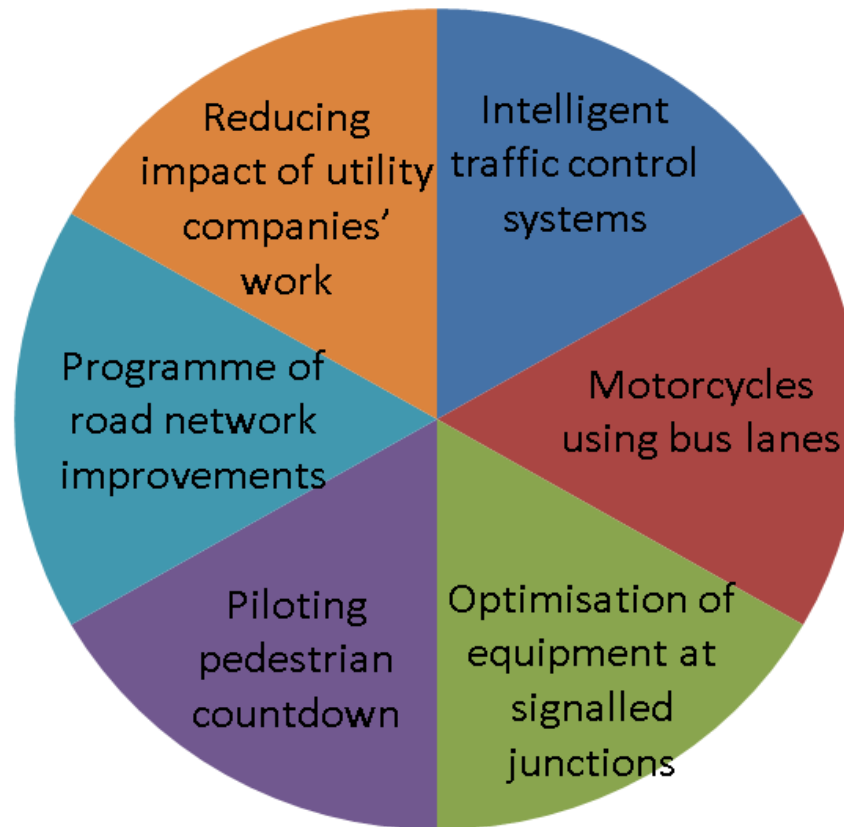 Intelligent
traffic control
systems
Motorcycles
using bus lanes
Optimisation of
equipment at
signalled
junctions
Piloting
pedestrian
countdown
Programme of
road network
improvements
Reducing
impact of utility
companies’
work